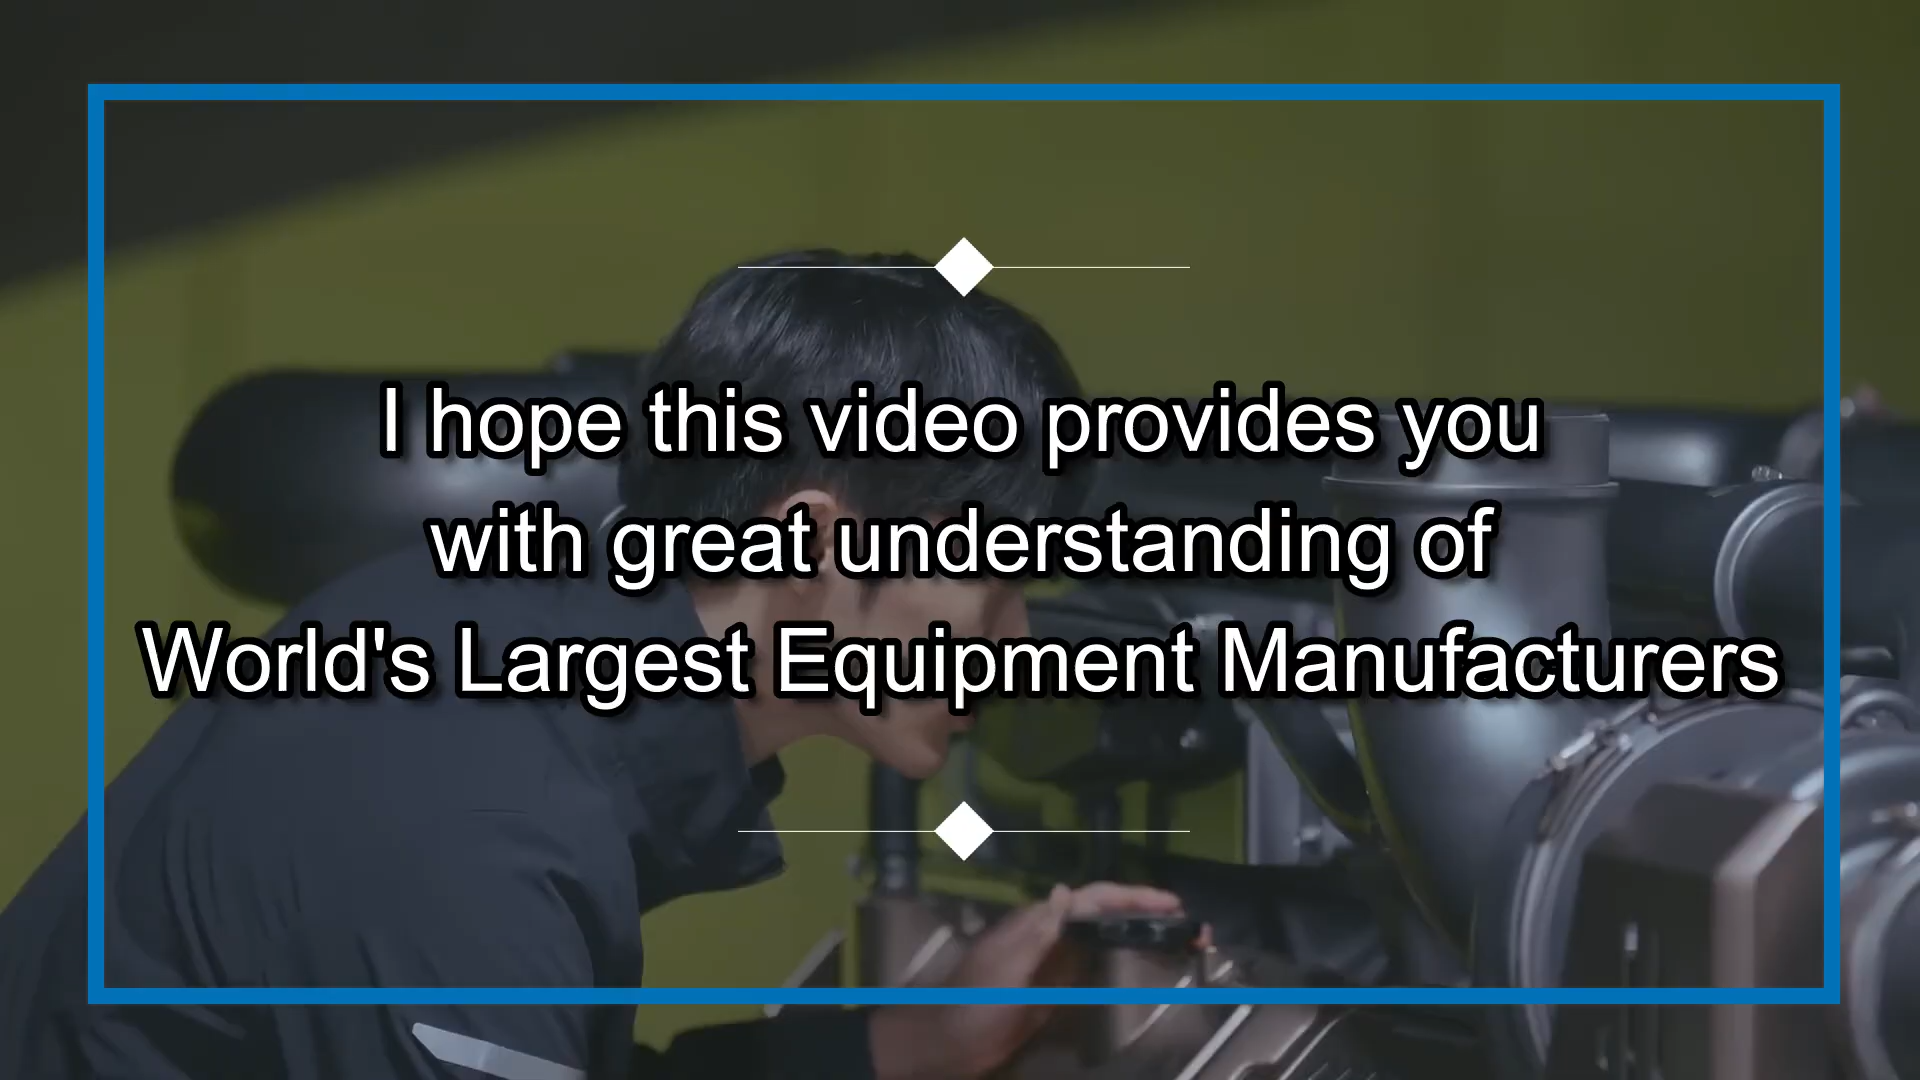 I hope this video provides you
with great understanding of
World's Largest Equipment Manufacturers